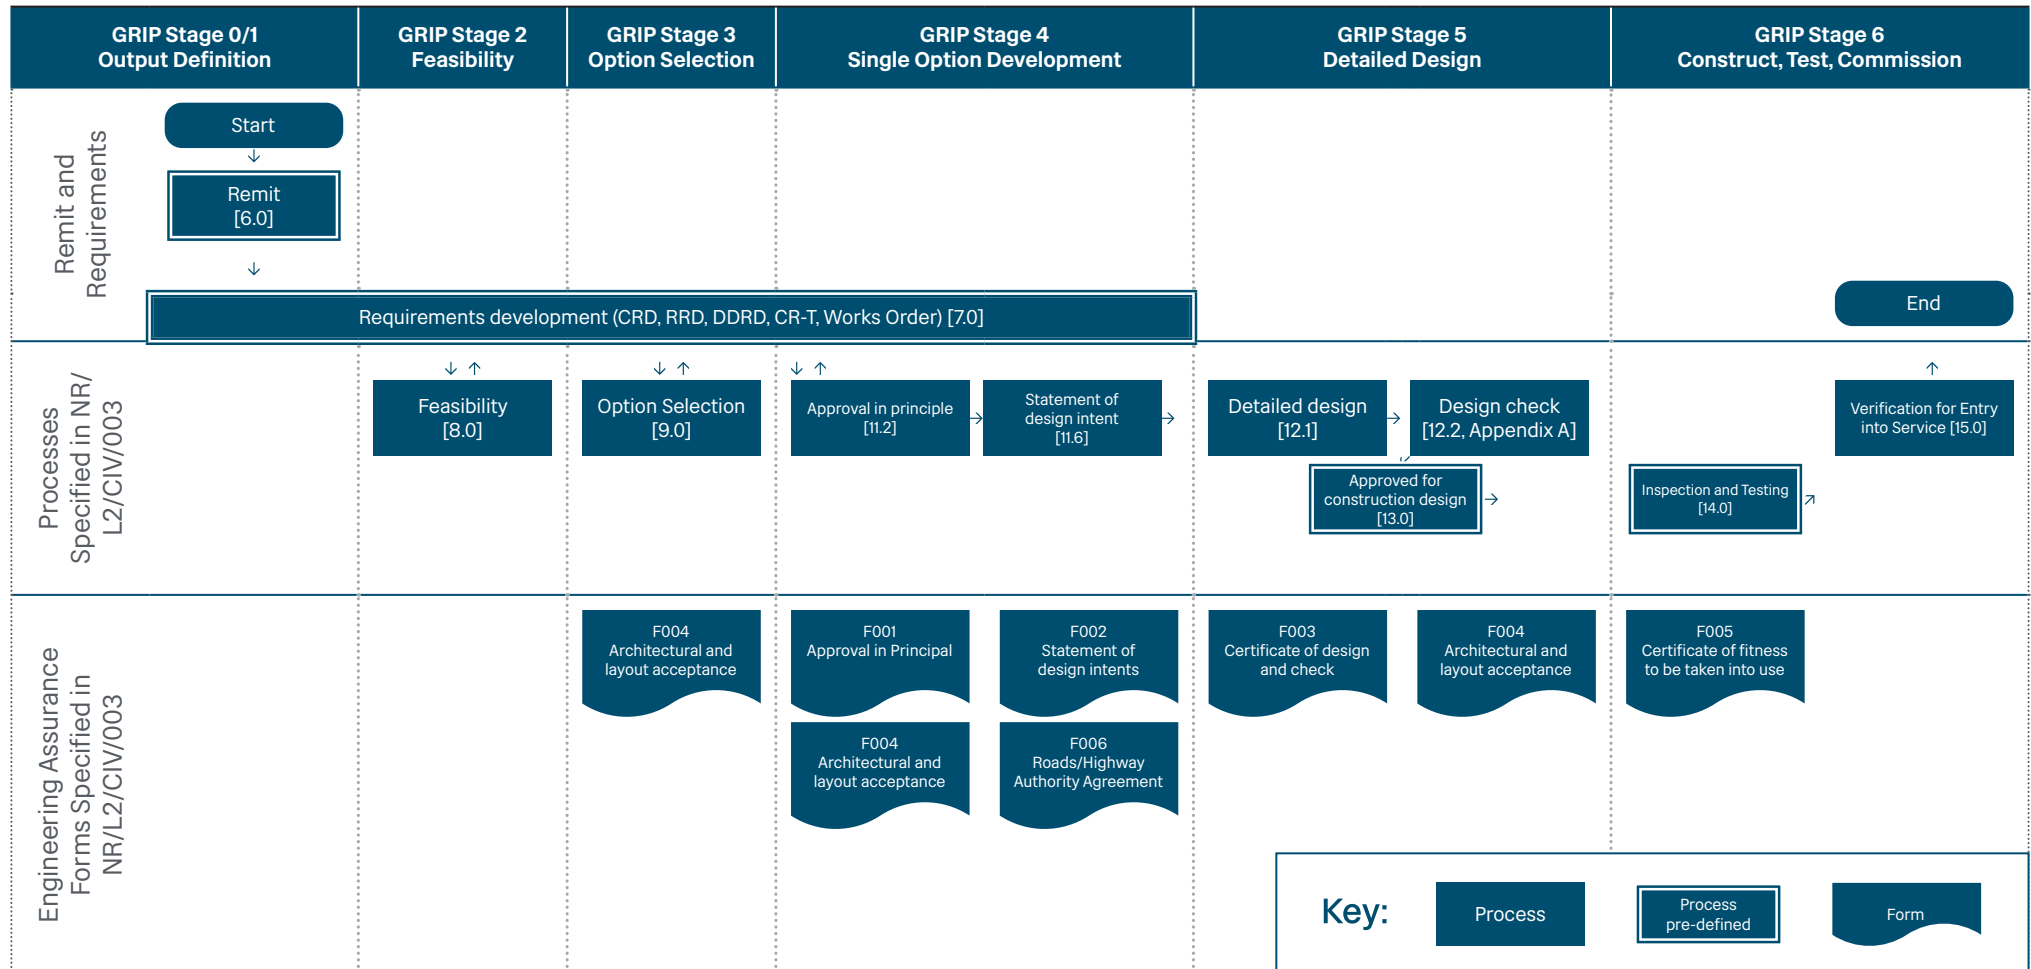 GRIP Stage 0/1
Output Definition
GRIP Stage 2
Feasibility
GRIP Stage 3
Option Selection
GRIP Stage 4
Single Option Development
GRIP Stage 5
Detailed Design
GRIP Stage 6
Construct, Test, Commission
Remit and
Requirements
Start
Remit
[6.0]
Requirements development (CRD, RRD, DDRD, CR-T, Works Order) [7.0]
End
Processes
Specified in NR/
L2/CIV/003
Feasibility
[8.0]
Option Selection
[9.0]
Approval in principle
[11.2]
Statement of
design intent
[11.6]
Detailed design
[12.1]
Design check
[12.2, Appendix A]
Approved for
construction design
[13.0]
Inspection and Testing
[14.0]
Verification for Entry
into Service [15.0]
Engineering Assurance
Forms Specified in
NR/L2/CIV/003
F004
Architectural and
layout acceptance
F001
Approval in Principal
F002
Statement of
design intents
F003
Certificate of design
and check
F004
Architectural and
layout acceptance
F005
Certificate of fitness
to be taken into use
F004
Architectural and
layout acceptance
F006
Roads/Highway
Authority Agreement
Key:
Process
Process
pre-defined
Form